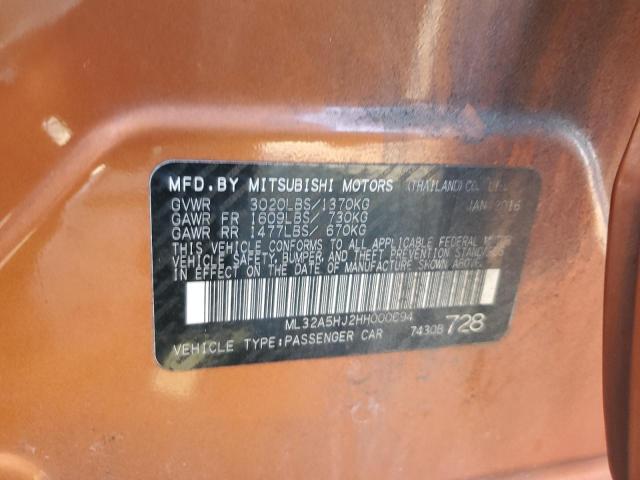 MFD.BY MITSUBISHI MOTORS (THAILAND) CO., LTD.
GVWR 3020LBS/1370KG JAN 2016
GAWR FR 1609LBS/ 730KG
GAWR RR 1477LBS/ 670KG
THIS VEHICLE CONFORMS TO ALL APPLICABLE FEDERAL MOTOR
VEHICLE SAFETY, BUMPER, AND THEFT PREVENTION STANDARDS
IN EFFECT ON THE DATE OF MANUFACTURE SHOWN ABOVE.
VEHICLE TYPE:PASSENGER CAR 7430B 728